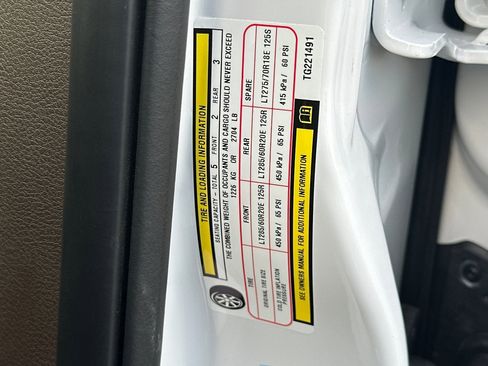 TIRE AND LOADING INFORMATION
SEATING CAPACITY - TOTAL 5 FRONT 2 REAR 3
THE COMBINED WEIGHT OF OCCUPANTS AND CARGO SHOULD NEVER EXCEED
1226 KG OR 2704 LB
FRONT REAR SPARE
ORIGINAL TIRE SIZE LT285/60R20E 125R LT285/60R20E 125R LT275/70R18E 125S
COLD TIRE INFLATION PRESSURE 450 kPa / 65 PSI 450 kPa / 65 PSI 415 kPa / 60 PSI
SEE OWNERS MANUAL FOR ADDITIONAL INFORMATION
TG221491